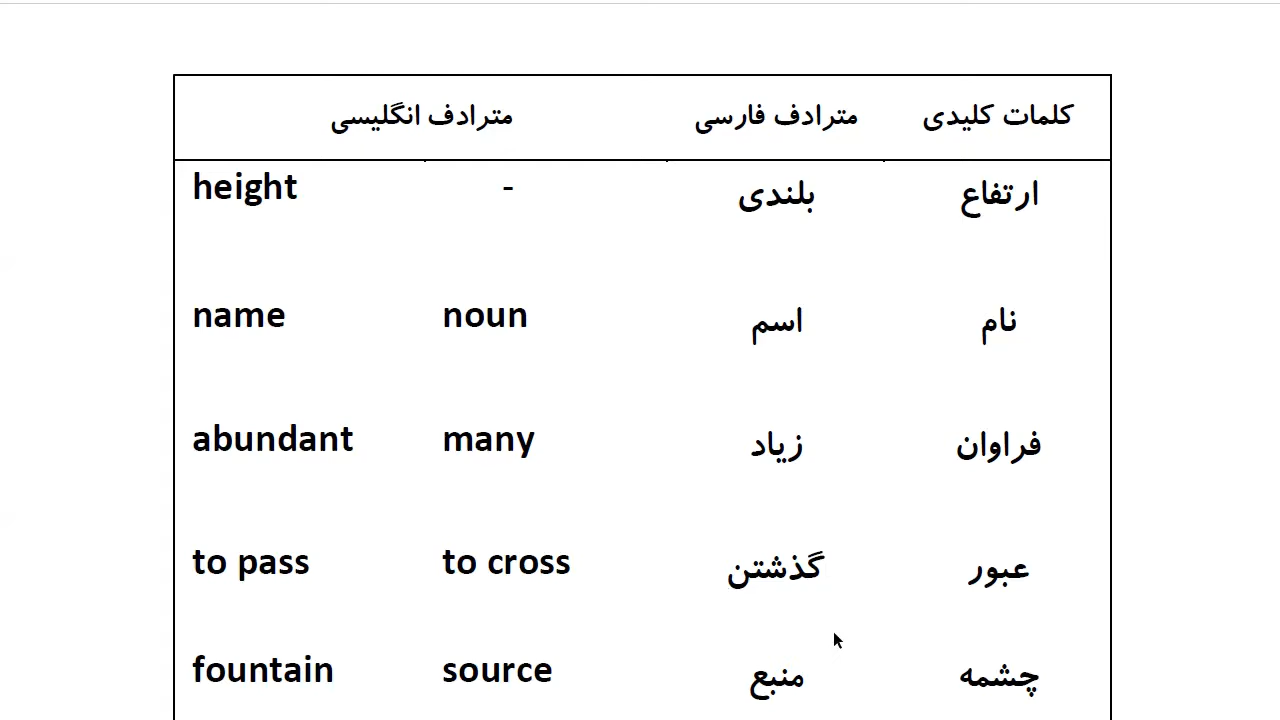 کلمات کلیدی مترادف فارسی مترادف انگلیسی
ارتفاع بلندی - height
نام اسم noun name
فراوان زیاد many abundant
عبور گذشتن to cross to pass
چشمه منبع source fountain